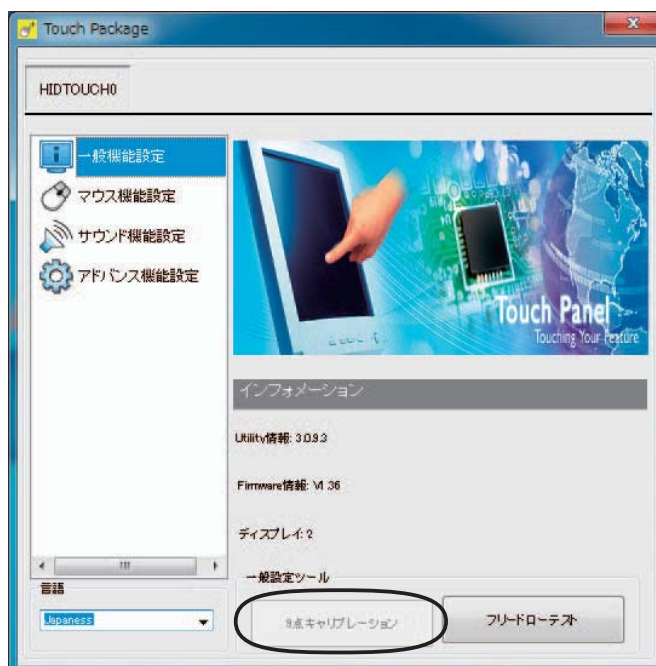 Touch Package
HIDTOUCH0
一般機能設定
マウス機能設定
サウンド機能設定
アドバンス機能設定
Touch Panel
Touching Your Feature
インフォメーション
Utility情報: 3.0.9.3
Firmware情報: V1.36
ディスプレイ: 2
言語
Japaness
一般設定ツール
9点キャリブレーション
フリードローテスト